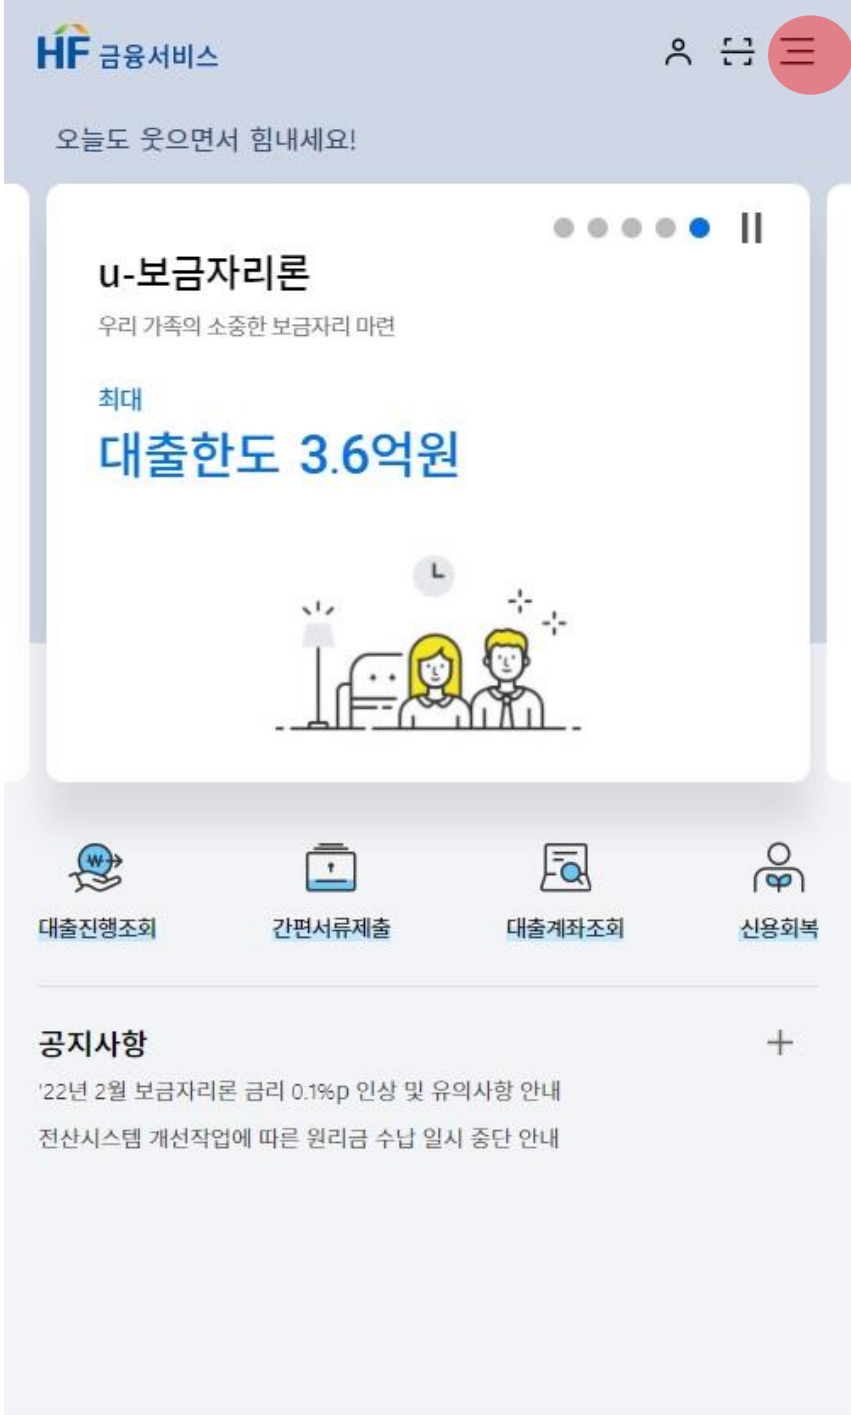 HF 금융서비스
오늘도 웃으면서 힘내세요!
u-보금자리론
우리 가족의 소중한 보금자리 마련
최대
대출한도 3.6억원
대출진행조회 간편서류제출 대출계좌조회 신용회복
공지사항
'22년 2월 보금자리론 금리 0.1%p 인상 및 유의사항 안내
전산시스템 개선작업에 따른 원리금 수납 일시 중단 안내